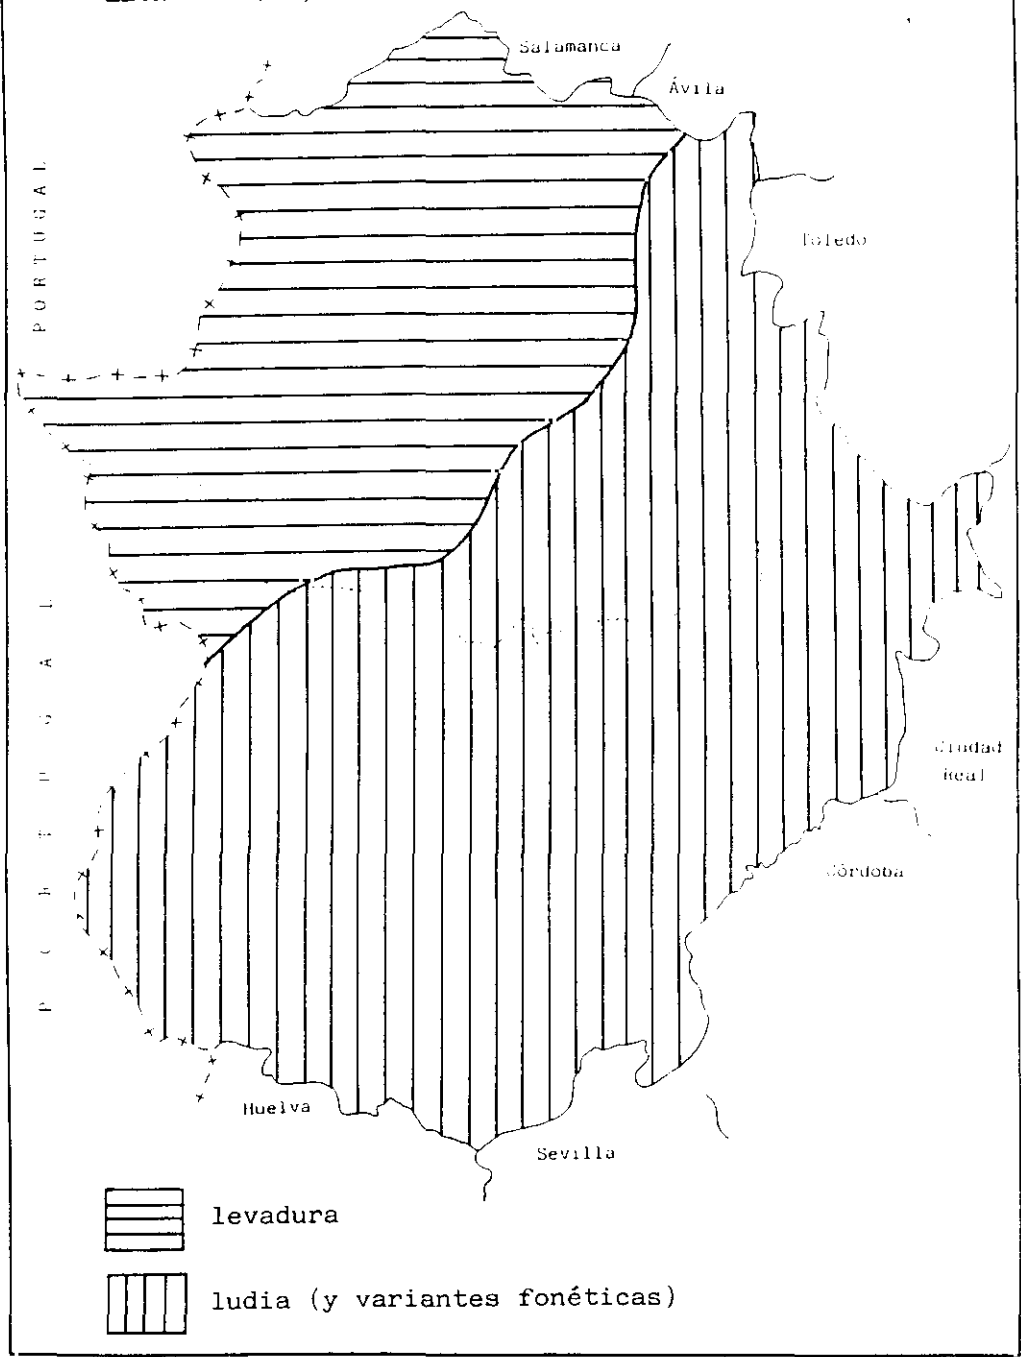 Salamanca
Ávila
PORTUGAL
Toledo
PORTUGAL
Ciudad
Real
Córdoba
Huelva
Sevilla
levadura
ludia (y variantes fonéticas)